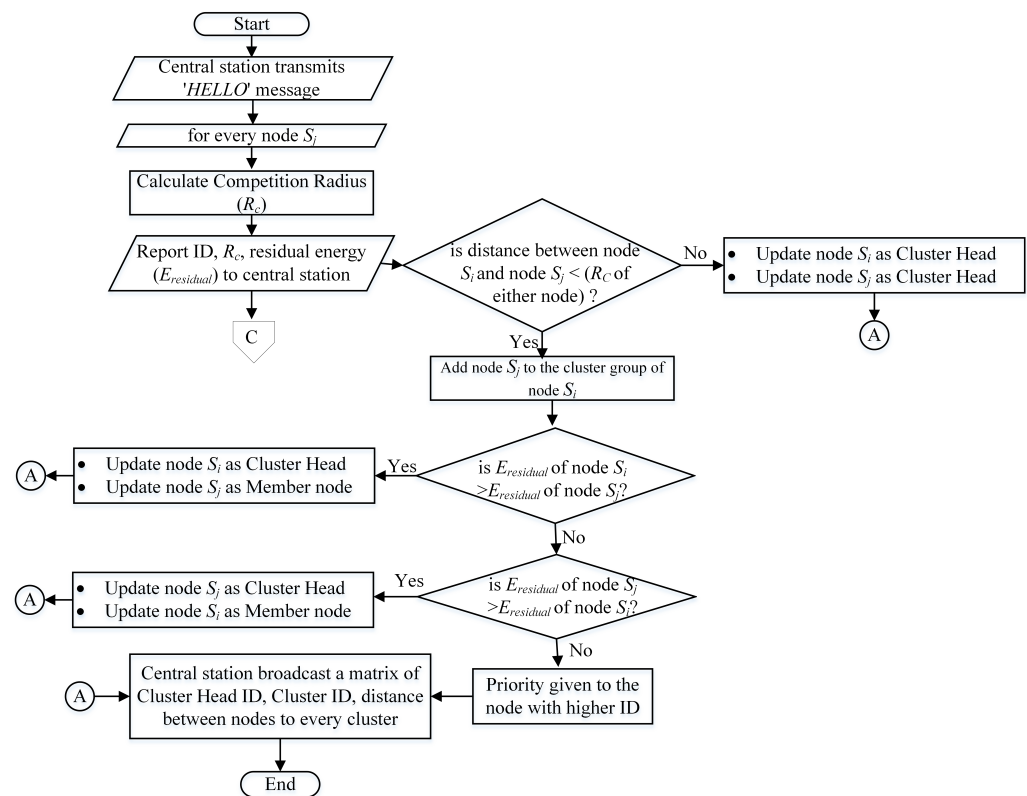 Start
Central station transmits
'HELLO' message
for every node Sj
Calculate Competition Radius
(Rc)
Report ID, Rc, residual energy
(Eresidual) to central station
C
is distance between node
Si and node Sj < (RC of
either node) ?
No
• Update node Si as Cluster Head
• Update node Sj as Cluster Head
A
Yes
Add node Sj to the cluster group of
node Si
is Eresidual of node Si
>Eresidual of node Sj?
Yes
• Update node Si as Cluster Head
• Update node Sj as Member node
A
No
is Eresidual of node Sj
>Eresidual of node Si?
Yes
• Update node Sj as Cluster Head
• Update node Si as Member node
A
No
Priority given to the
node with higher ID
A
Central station broadcast a matrix of
Cluster Head ID, Cluster ID, distance
between nodes to every cluster
End